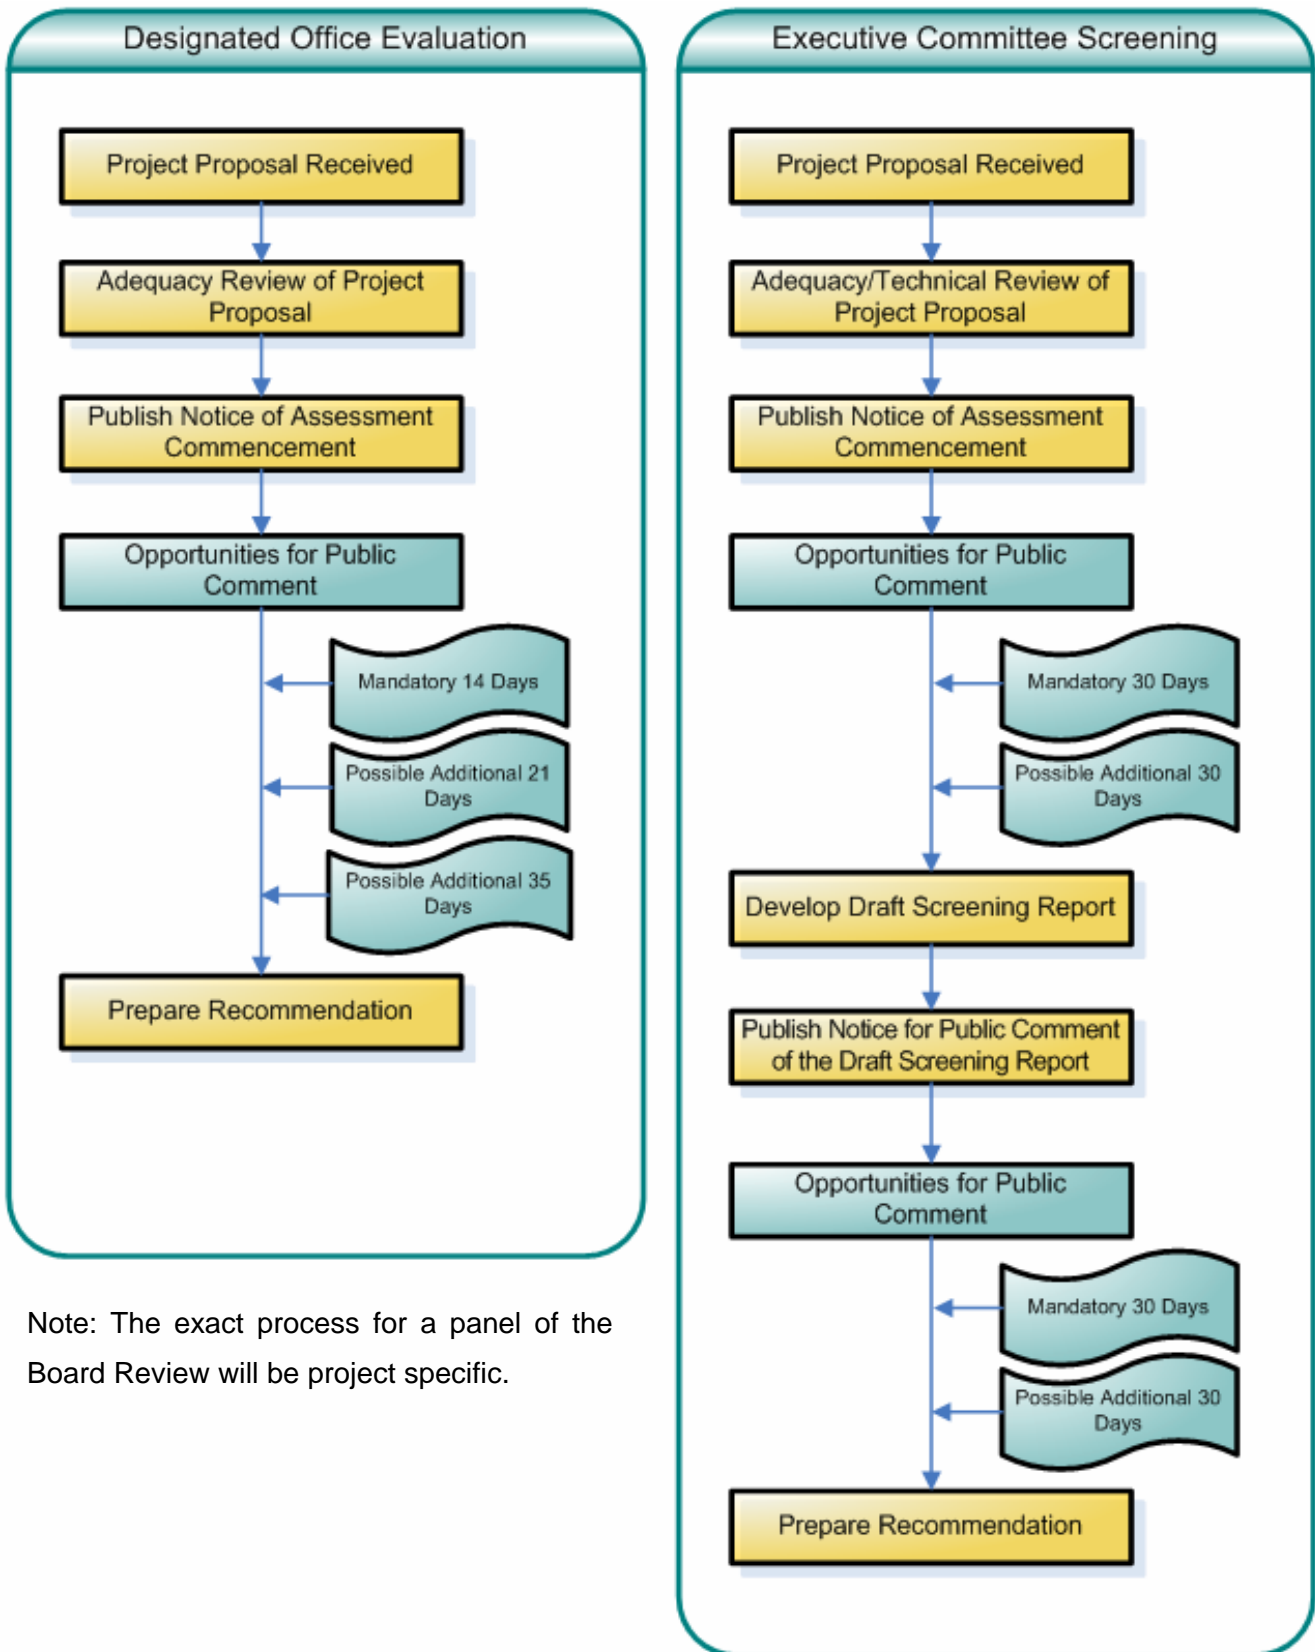 Designated Office Evaluation
Project Proposal Received
Adequacy Review of Project
Proposal
Publish Notice of Assessment
Commencement
Opportunities for Public
Comment
Mandatory 14 Days
Possible Additional 21
Days
Possible Additional 35
Days
Prepare Recommendation
Note: The exact process for a panel of the
Board Review will be project specific.
Executive Committee Screening
Project Proposal Received
Adequacy/Technical Review of
Project Proposal
Publish Notice of Assessment
Commencement
Opportunities for Public
Comment
Mandatory 30 Days
Possible Additional 30
Days
Develop Draft Screening Report
Publish Notice for Public Comment
of the Draft Screening Report
Opportunities for Public
Comment
Mandatory 30 Days
Possible Additional 30
Days
Prepare Recommendation